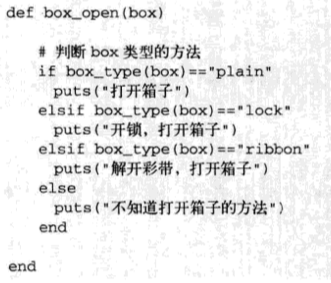 def box_open(box)
# 判断 box 类型的方法
if box_type(box)=="plain"
puts("打开箱子")
elsif box_type(box)=="lock"
puts("开锁，打开箱子")
elsif box_type(box)=="ribbon"
puts("解开彩带，打开箱子")
else
puts("不知道打开箱子的方法")
end
end